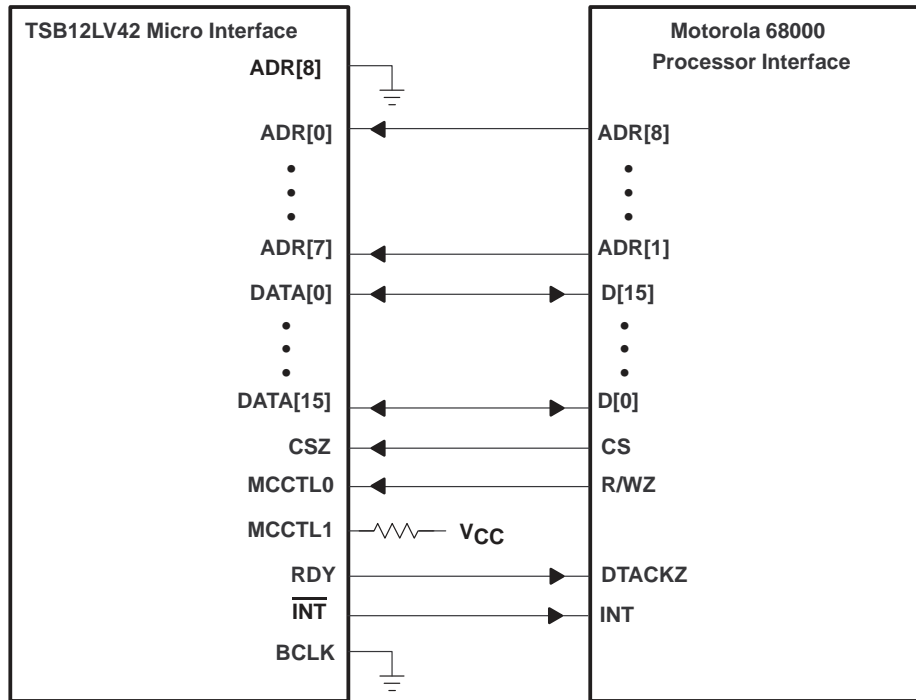 TSB12LV42 Micro Interface
Motorola 68000
Processor Interface
ADR[8]
ADR[0]
ADR[8]
ADR[7]
ADR[1]
DATA[0]
D[15]
DATA[15]
D[0]
CSZ
CS
MCCTL0
R/WZ
MCCTL1
VCC
RDY
DTACKZ
INT
INT
BCLK